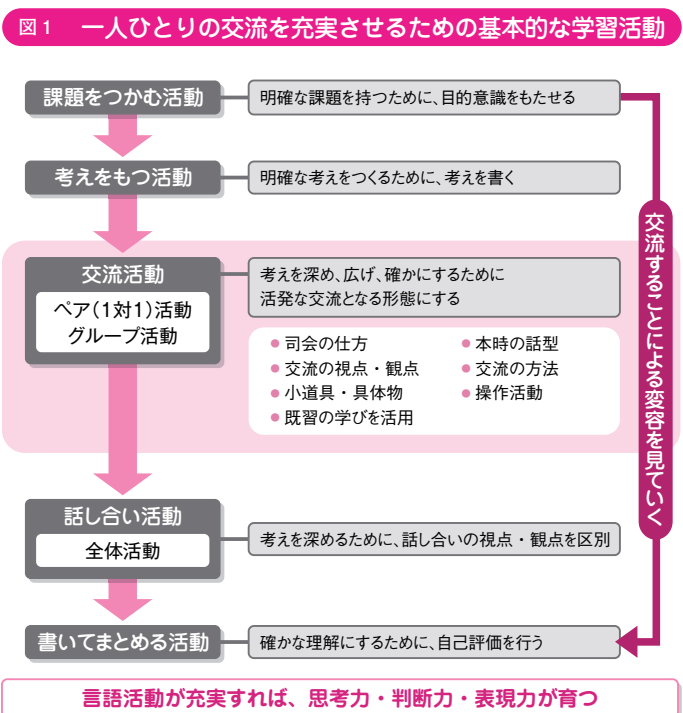 図1 一人ひとりの交流を充実させるための基本的な学習活動
課題をつかむ活動
明確な課題を持つために、目的意識をもたせる
考えをもつ活動
明確な考えをつくるために、考えを書く
交流活動
ペア(1対1)活動
グループ活動
考えを深め、広げ、確かにするために
活発な交流となる形態にする
● 司会の仕方
● 交流の視点・観点
● 小道具・具体物
● 既習の学びを活用
● 本時の話型
● 交流の方法
● 操作活動
話し合い活動
全体活動
考えを深めるために、話し合いの視点・観点を区別
書いてまとめる活動
確かな理解にするために、自己評価を行う
交流することによる変容を見ていく
言語活動が充実すれば、思考力・判断力・表現力が育つ